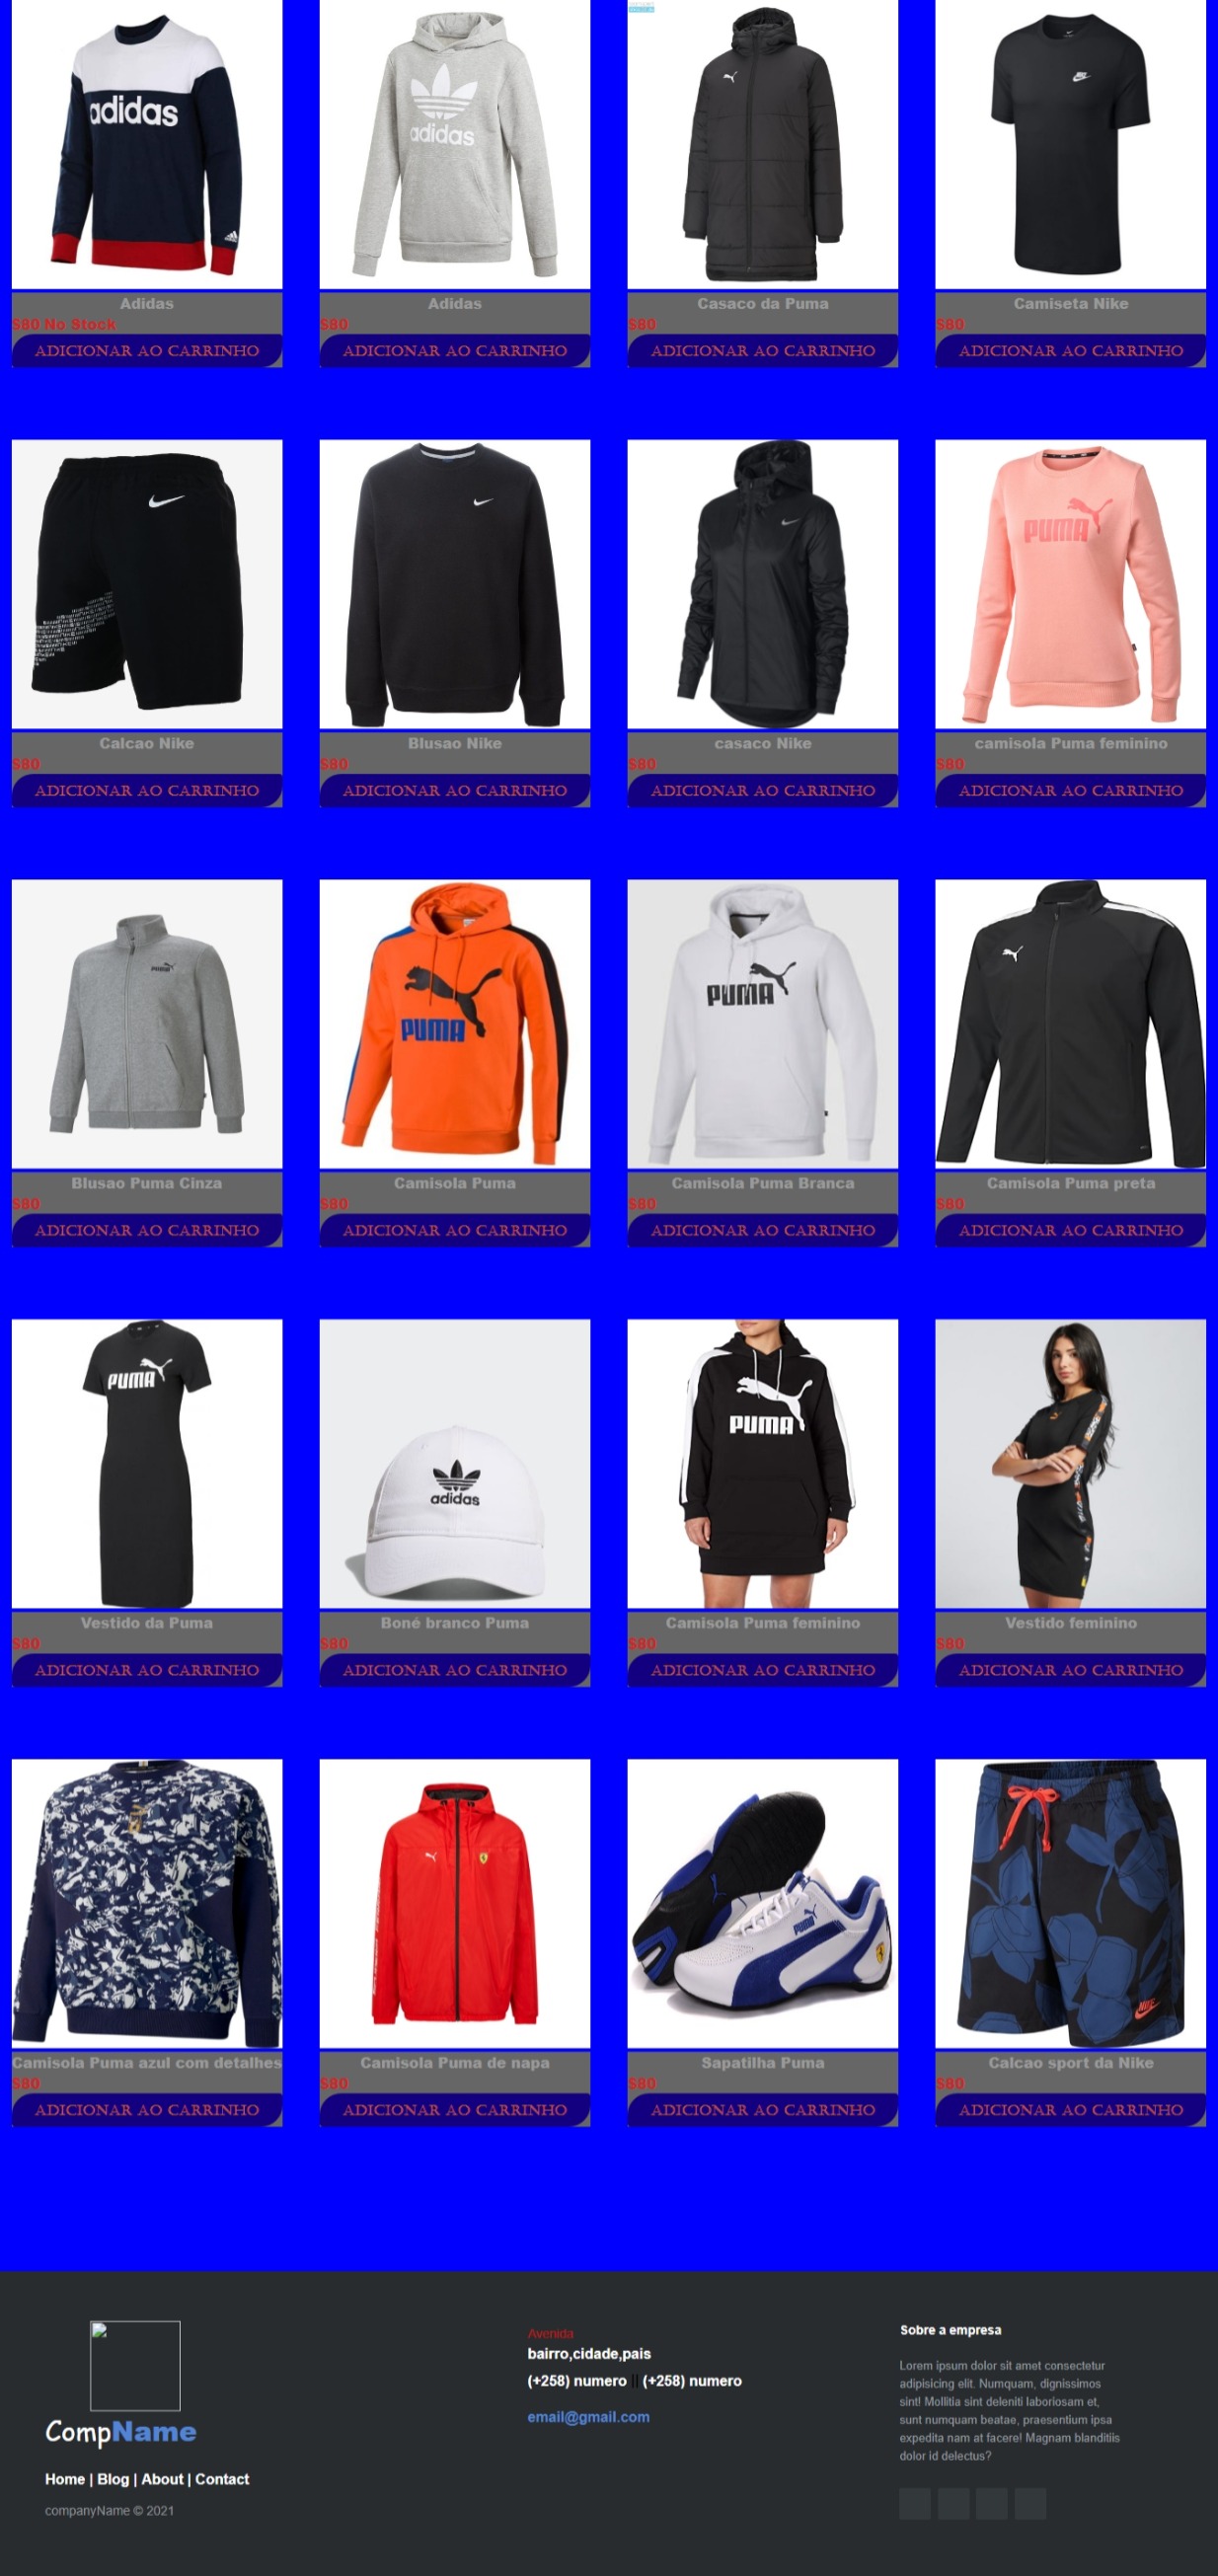 adidas
adidas
Adidas
Adidas
Casaco da Puma
Camiseta Nike
$80 No Stock
$80
$80
$80
ADICIONAR AO CARRINHO
ADICIONAR AO CARRINHO
ADICIONAR AO CARRINHO
ADICIONAR AO CARRINHO
PUMA
Calcao Nike
Blusao Nike
casaco Nike
camisola Puma feminino
$80
$80
$80
$80
ADICIONAR AO CARRINHO
ADICIONAR AO CARRINHO
ADICIONAR AO CARRINHO
ADICIONAR AO CARRINHO
PUMA
PUMA
PUMA
Blusao Puma Cinza
Camisola Puma
Camisola Puma Branca
Camisola Puma preta
$80
$80
$80
$80
ADICIONAR AO CARRINHO
ADICIONAR AO CARRINHO
ADICIONAR AO CARRINHO
ADICIONAR AO CARRINHO
PUMA
adidas
PUMA
Vestido da Puma
Boné branco Puma
Camisola Puma feminino
Vestido feminino
$80
$80
$80
$80
ADICIONAR AO CARRINHO
ADICIONAR AO CARRINHO
ADICIONAR AO CARRINHO
ADICIONAR AO CARRINHO
PUMA
NIKE
Camisola Puma azul com detalhes
Camisola Puma de napa
Sapatilha Puma
Calcao sport da Nike
$80
$80
$80
$80
ADICIONAR AO CARRINHO
ADICIONAR AO CARRINHO
ADICIONAR AO CARRINHO
ADICIONAR AO CARRINHO
CompName
Home | Blog | About | Contact
companyName © 2021
Avenida
bairro,cidade,pais
(+258) numero || (+258) numero
email@gmail.com
Sobre a empresa
Lorem ipsum dolor sit amet consectetur
adipisicing elit. Numquam, dignissimos
sint! Mollitia sint deleniti laboriosam et,
sunt numquam beatae, praesentium ipsa
expedita nam at facere! Magnam blanditiis
dolor id delectus?